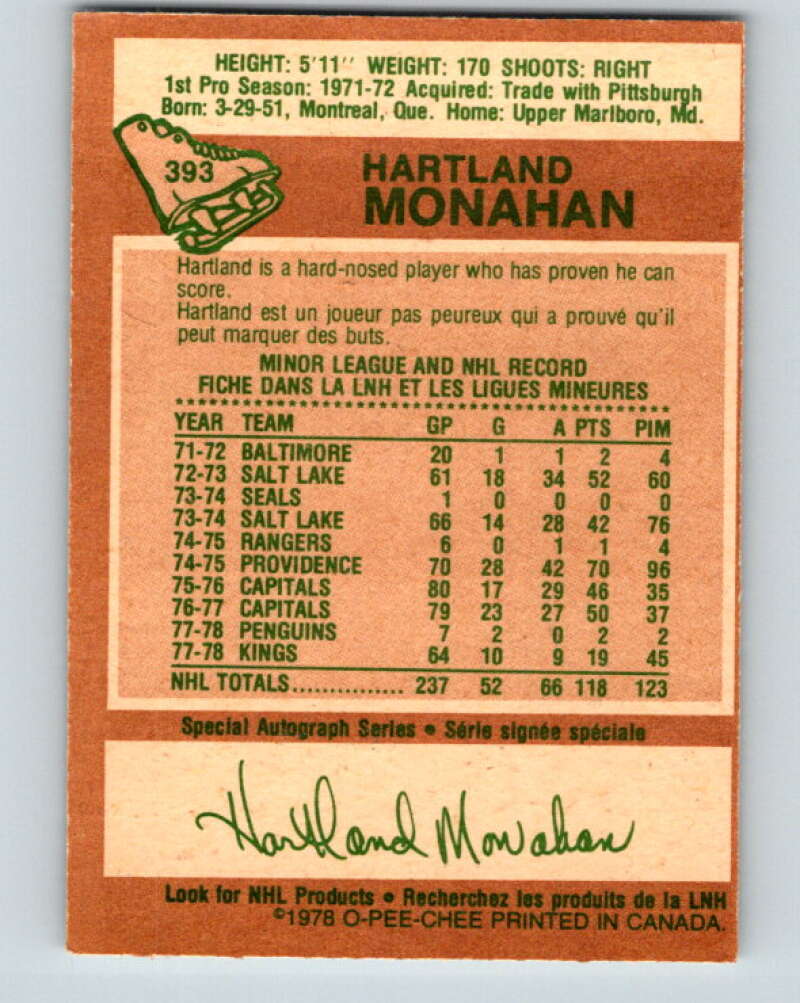 HEIGHT: 5'11'' WEIGHT: 170 SHOOTS: RIGHT
1st Pro Season: 1971-72 Acquired: Trade with Pittsburgh
Born: 3-29-51, Montreal, Que. Home: Upper Marlboro, Md.
393
HARTLAND
MONAHAN
Hartland is a hard-nosed player who has proven he can
score.
Hartland est un joueur pas peureux qui a prouvé qu'il
peut marquer des buts.
MINOR LEAGUE AND NHL RECORD
FICHE DANS LA LNH ET LES LIGUES MINEURES
YEAR TEAM GP G A PTS PIM
71-72 BALTIMORE 20 1 1 2 4
72-73 SALT LAKE 61 18 34 52 60
73-74 SEALS 1 0 0 0 0
73-74 SALT LAKE 66 14 28 42 76
74-75 RANGERS 6 0 1 1 4
74-75 PROVIDENCE 70 28 42 70 96
75-76 CAPITALS 80 17 29 46 35
76-77 CAPITALS 79 23 27 50 37
77-78 PENGUINS 7 2 0 2 2
77-78 KINGS 64 10 9 19 45
NHL TOTALS............... 237 52 66 118 123
Special Autograph Series • Série signée spéciale
Hartland Monahan
Look for NHL Products • Recherchez les produits de la LNH
©1978 O-PEE-CHEE PRINTED IN CANADA.